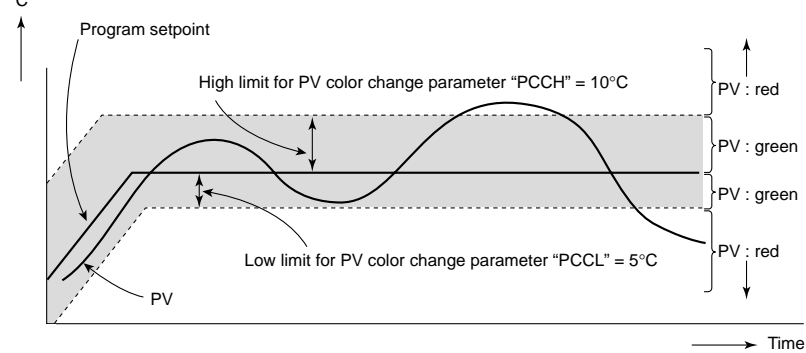 Program setpoint
High limit for PV color change parameter “PCCH” = 10°C
PV : red
PV : green
PV : green
Low limit for PV color change parameter “PCCL” = 5°C
PV : red
PV
Time